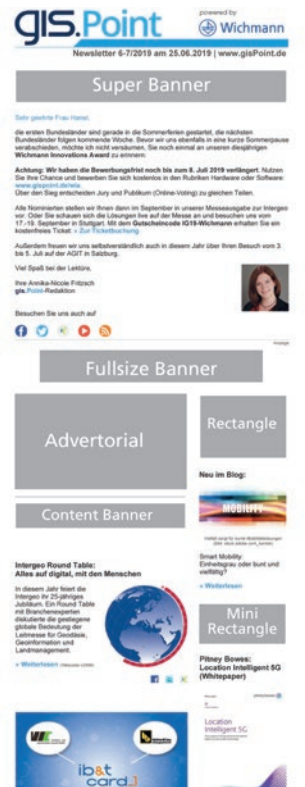 gis.Point
powered by
Wichmann
Newsletter 6-7/2019 am 25.06.2019 | www.gisPoint.de
Super Banner
Sehr geehrte Frau
die ersten Bundesländer sind gerade in die Sommerferien gestartet, die nächsten
Bundesländer folgen kommende Woche. Bevor wir uns ebenfalls in eine kurze Sommerpause
verabschieden, möchte ich nicht versäumen, Sie noch einmal an unseren diesjährigen
Wichmann Innovations Award zu erinnern:
Achtung: Wir haben die Bewerbungsfrist noch bis zum 8. Juli 2019 verlängert. Nutzen
Sie Ihre Chance und bewerben Sie sich kostenlos in den Rubriken Hardware oder Software:
www.gispoint.de/wia.
Über den Sieg entscheiden Jury und Publikum (Online-Voting) zu gleichen Teilen.
Alle Nominierten stellen wir Ihnen dann im September in unserer Messeausgabe zur Intergeo
vor. Oder Sie schauen sich die Lösungen live auf der Messe an und besuchen uns vom
17.-19. September in Stuttgart. Mit dem Gutscheincode IG19-Wichmann erhalten Sie ein
kostenfreies Ticket. » Zur Ticketbuchung
Außerdem freuen wir uns selbstverständlich auch in diesem Jahr über Ihren Besuch vom 3.
bis 5. Juli auf der AGIT in Salzburg.
Viel Spaß bei der Lektüre,
Ihre Annika-Nicole Fritzsch
gis.Point-Redaktion
Besuchen Sie uns auch auf
Anzeige
Fullsize Banner
Advertorial
Rectangle
Neu im Blog:
MOBILITY
Content Banner
Smart Mobility:
Einheitsgrau oder bunt und
vielfältig?
» Weiterlesen
Intergeo Round Table:
Alles auf digital, mit den Menschen
In diesem Jahr feiert die
Intergeo ihr 25-jähriges
Jubiläum. Ein Round Table
mit Branchenexperten
diskutierte die gestiegene
globale Bedeutung der
Leitmesse für Geodäsie,
Geoinformation und
Landmanagement.
» Weiterlesen
Mini
Rectangle
Pitney Bowes:
Location Intelligent 5G
(Whitepaper)
Location
Intelligent 5G
ib&t
card_1